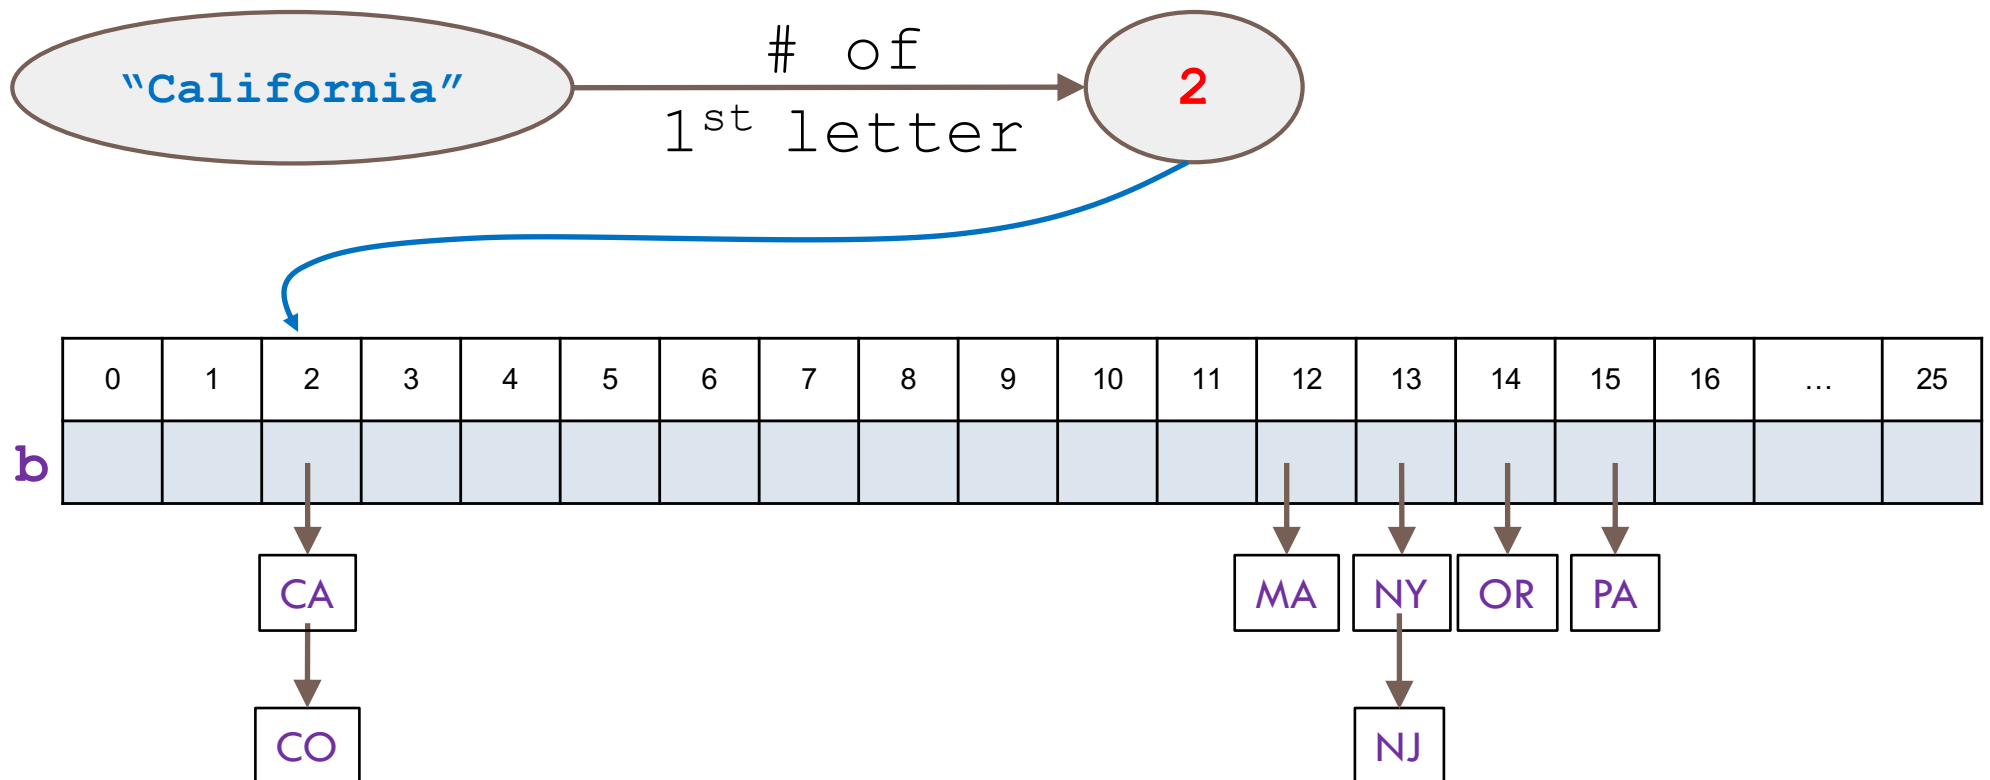 # of
“California” 2
1st letter
0 1 2 3 4 5 6 7 8 9 10 11 12 13 14 15 16 … 25
b
CA MA NY OR PA
CO NJ